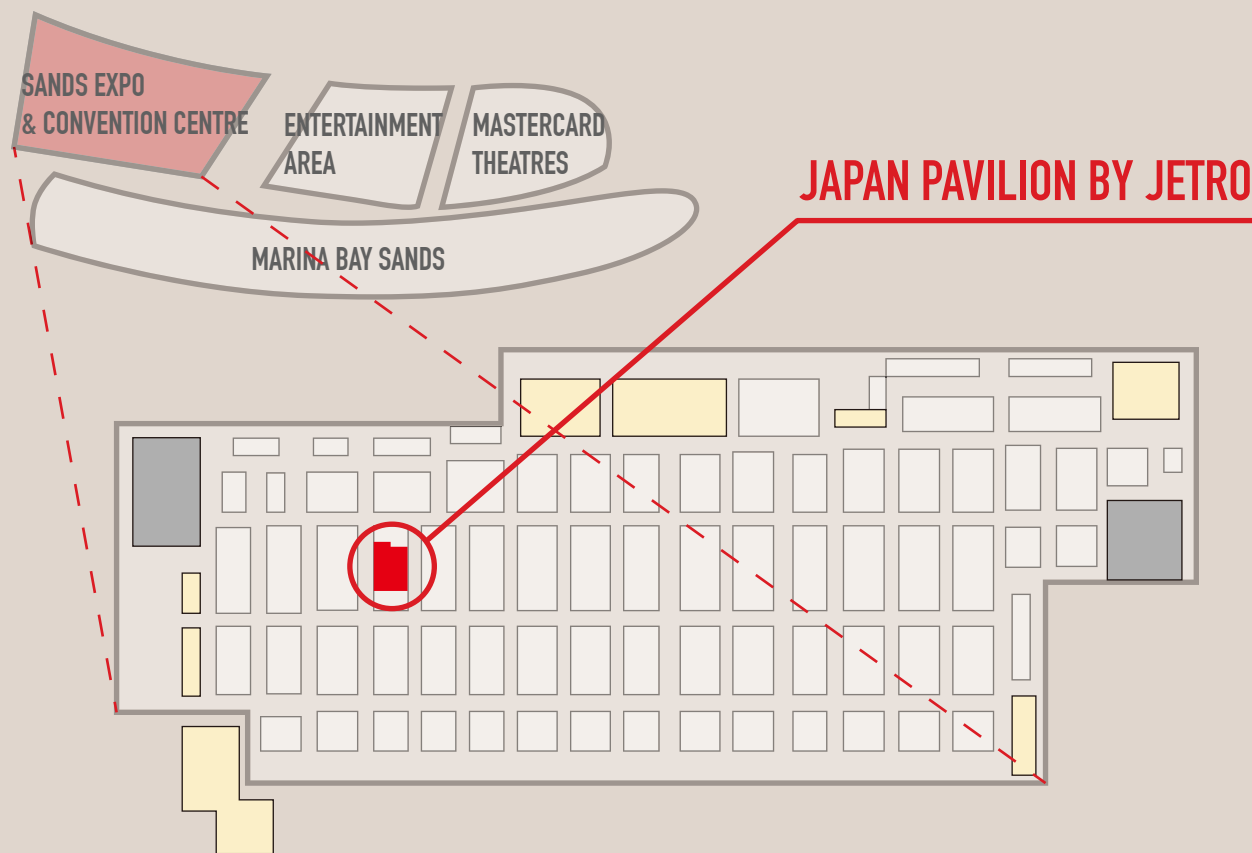 SANDS EXPO
& CONVENTION CENTRE
ENTERTAINMENT
AREA
MASTERCARD
THEATRES
JAPAN PAVILION BY JETRO
MARINA BAY SANDS